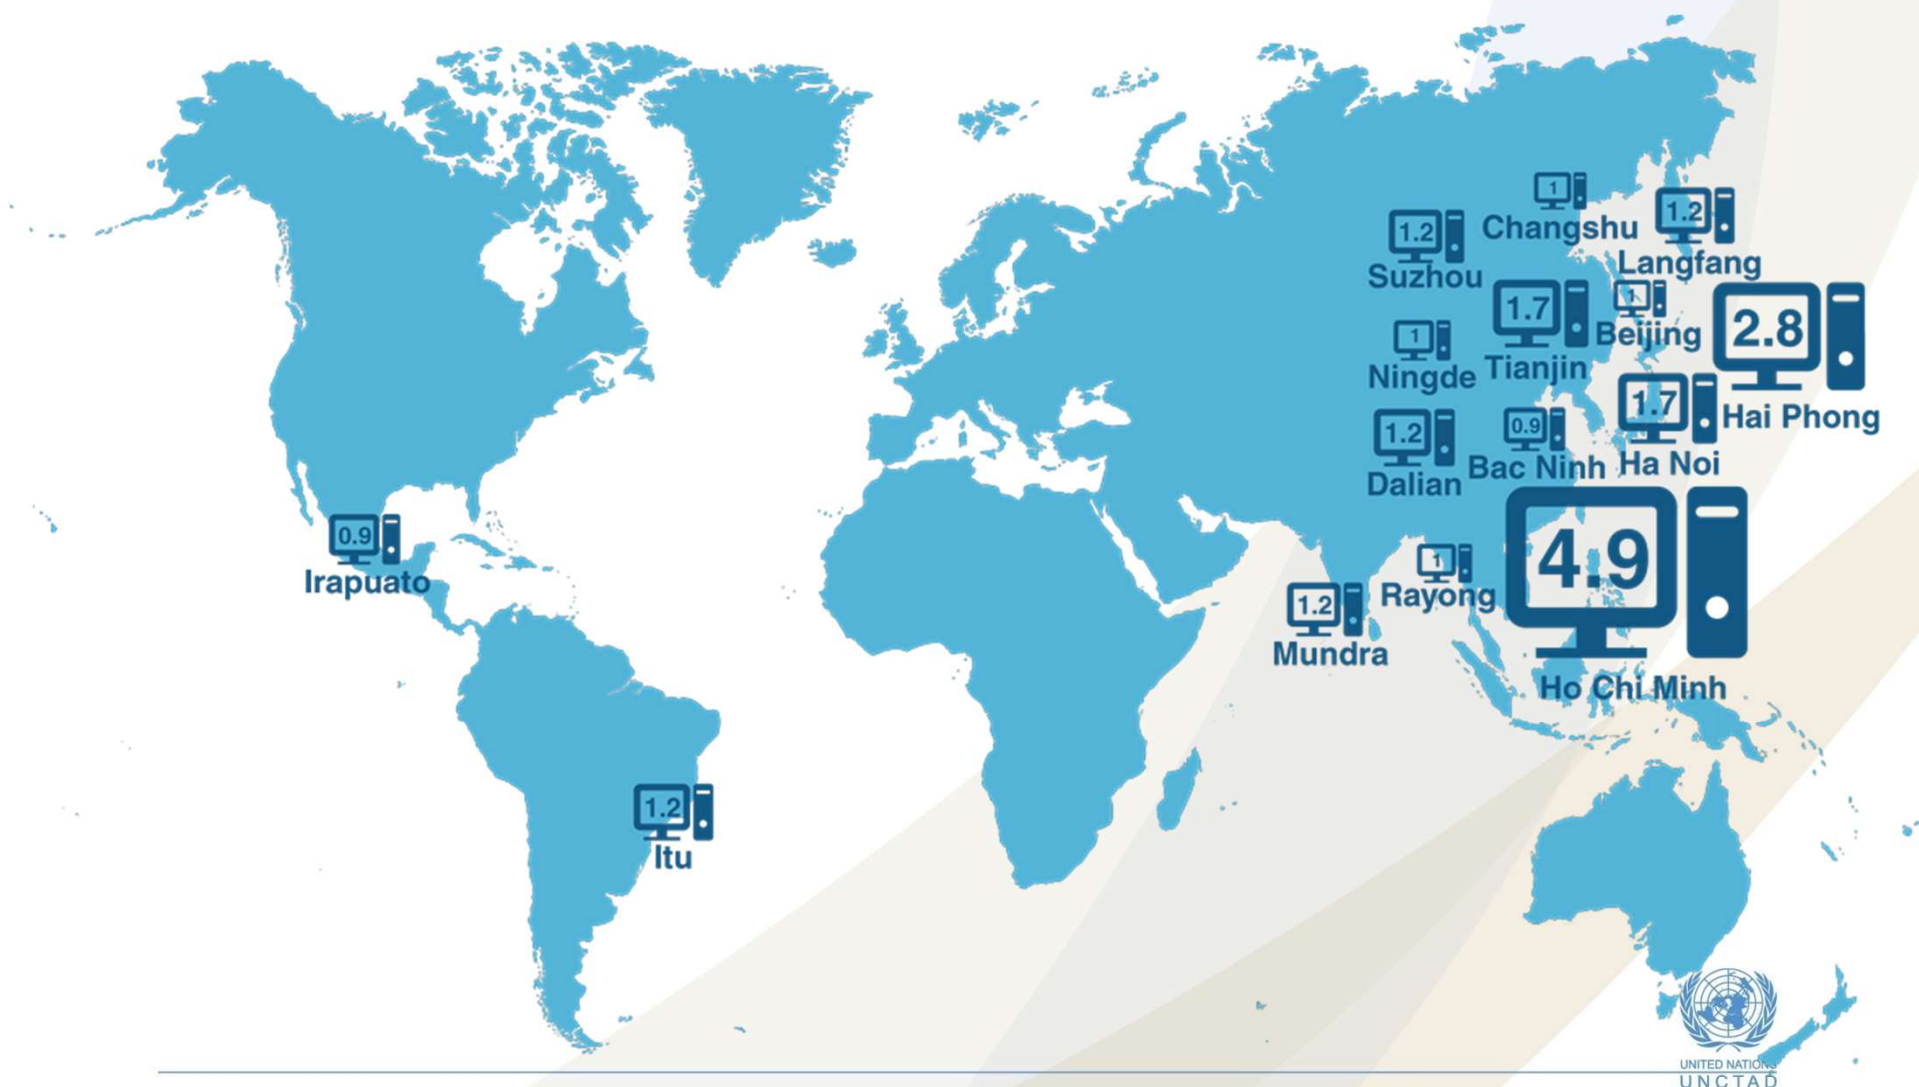 1
Changshu
1.2
Langfang
1.2
Suzhou
1.7
Tianjin
1
Beijing
2.8
Hai Phong
1
Ningde
1.7
Ha Noi
1.2
Dalian
0.9
Bac Ninh
4.9
Ho Chi Minh
0.9
Irapuato
1
Rayong
1.2
Mundra
1.2
Itu
UNITED NATIONS
UNCTAD